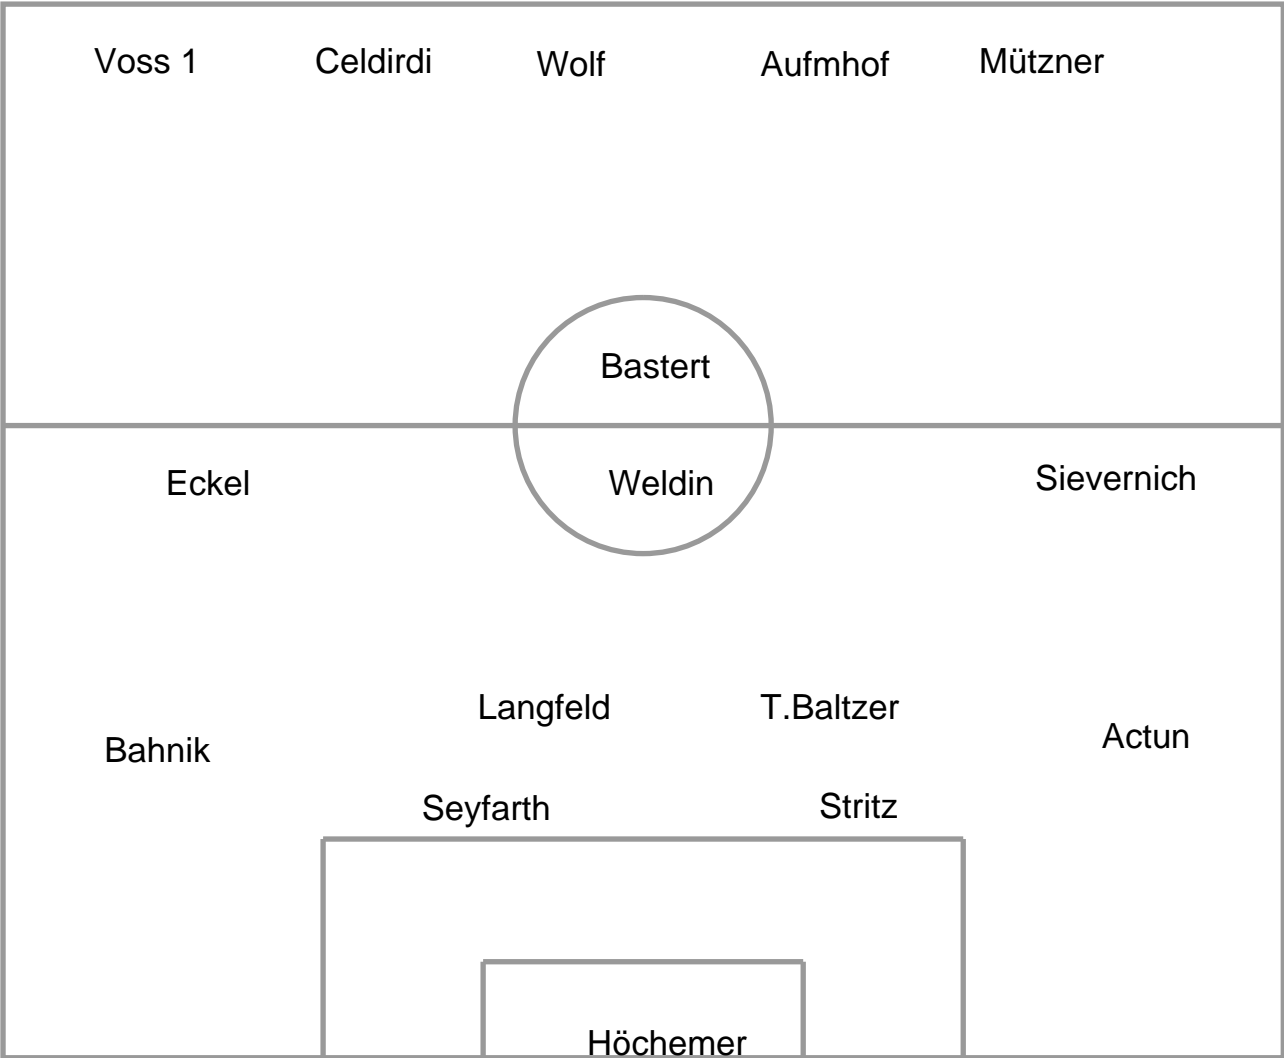 Voss 1 Celdirdi Wolf Aufmhof Mützner
Bastert
Eckel Weldin Sievernich
Langfeld T.Baltzer
Bahnik Actun
Seyfarth Stritz
Höchemer